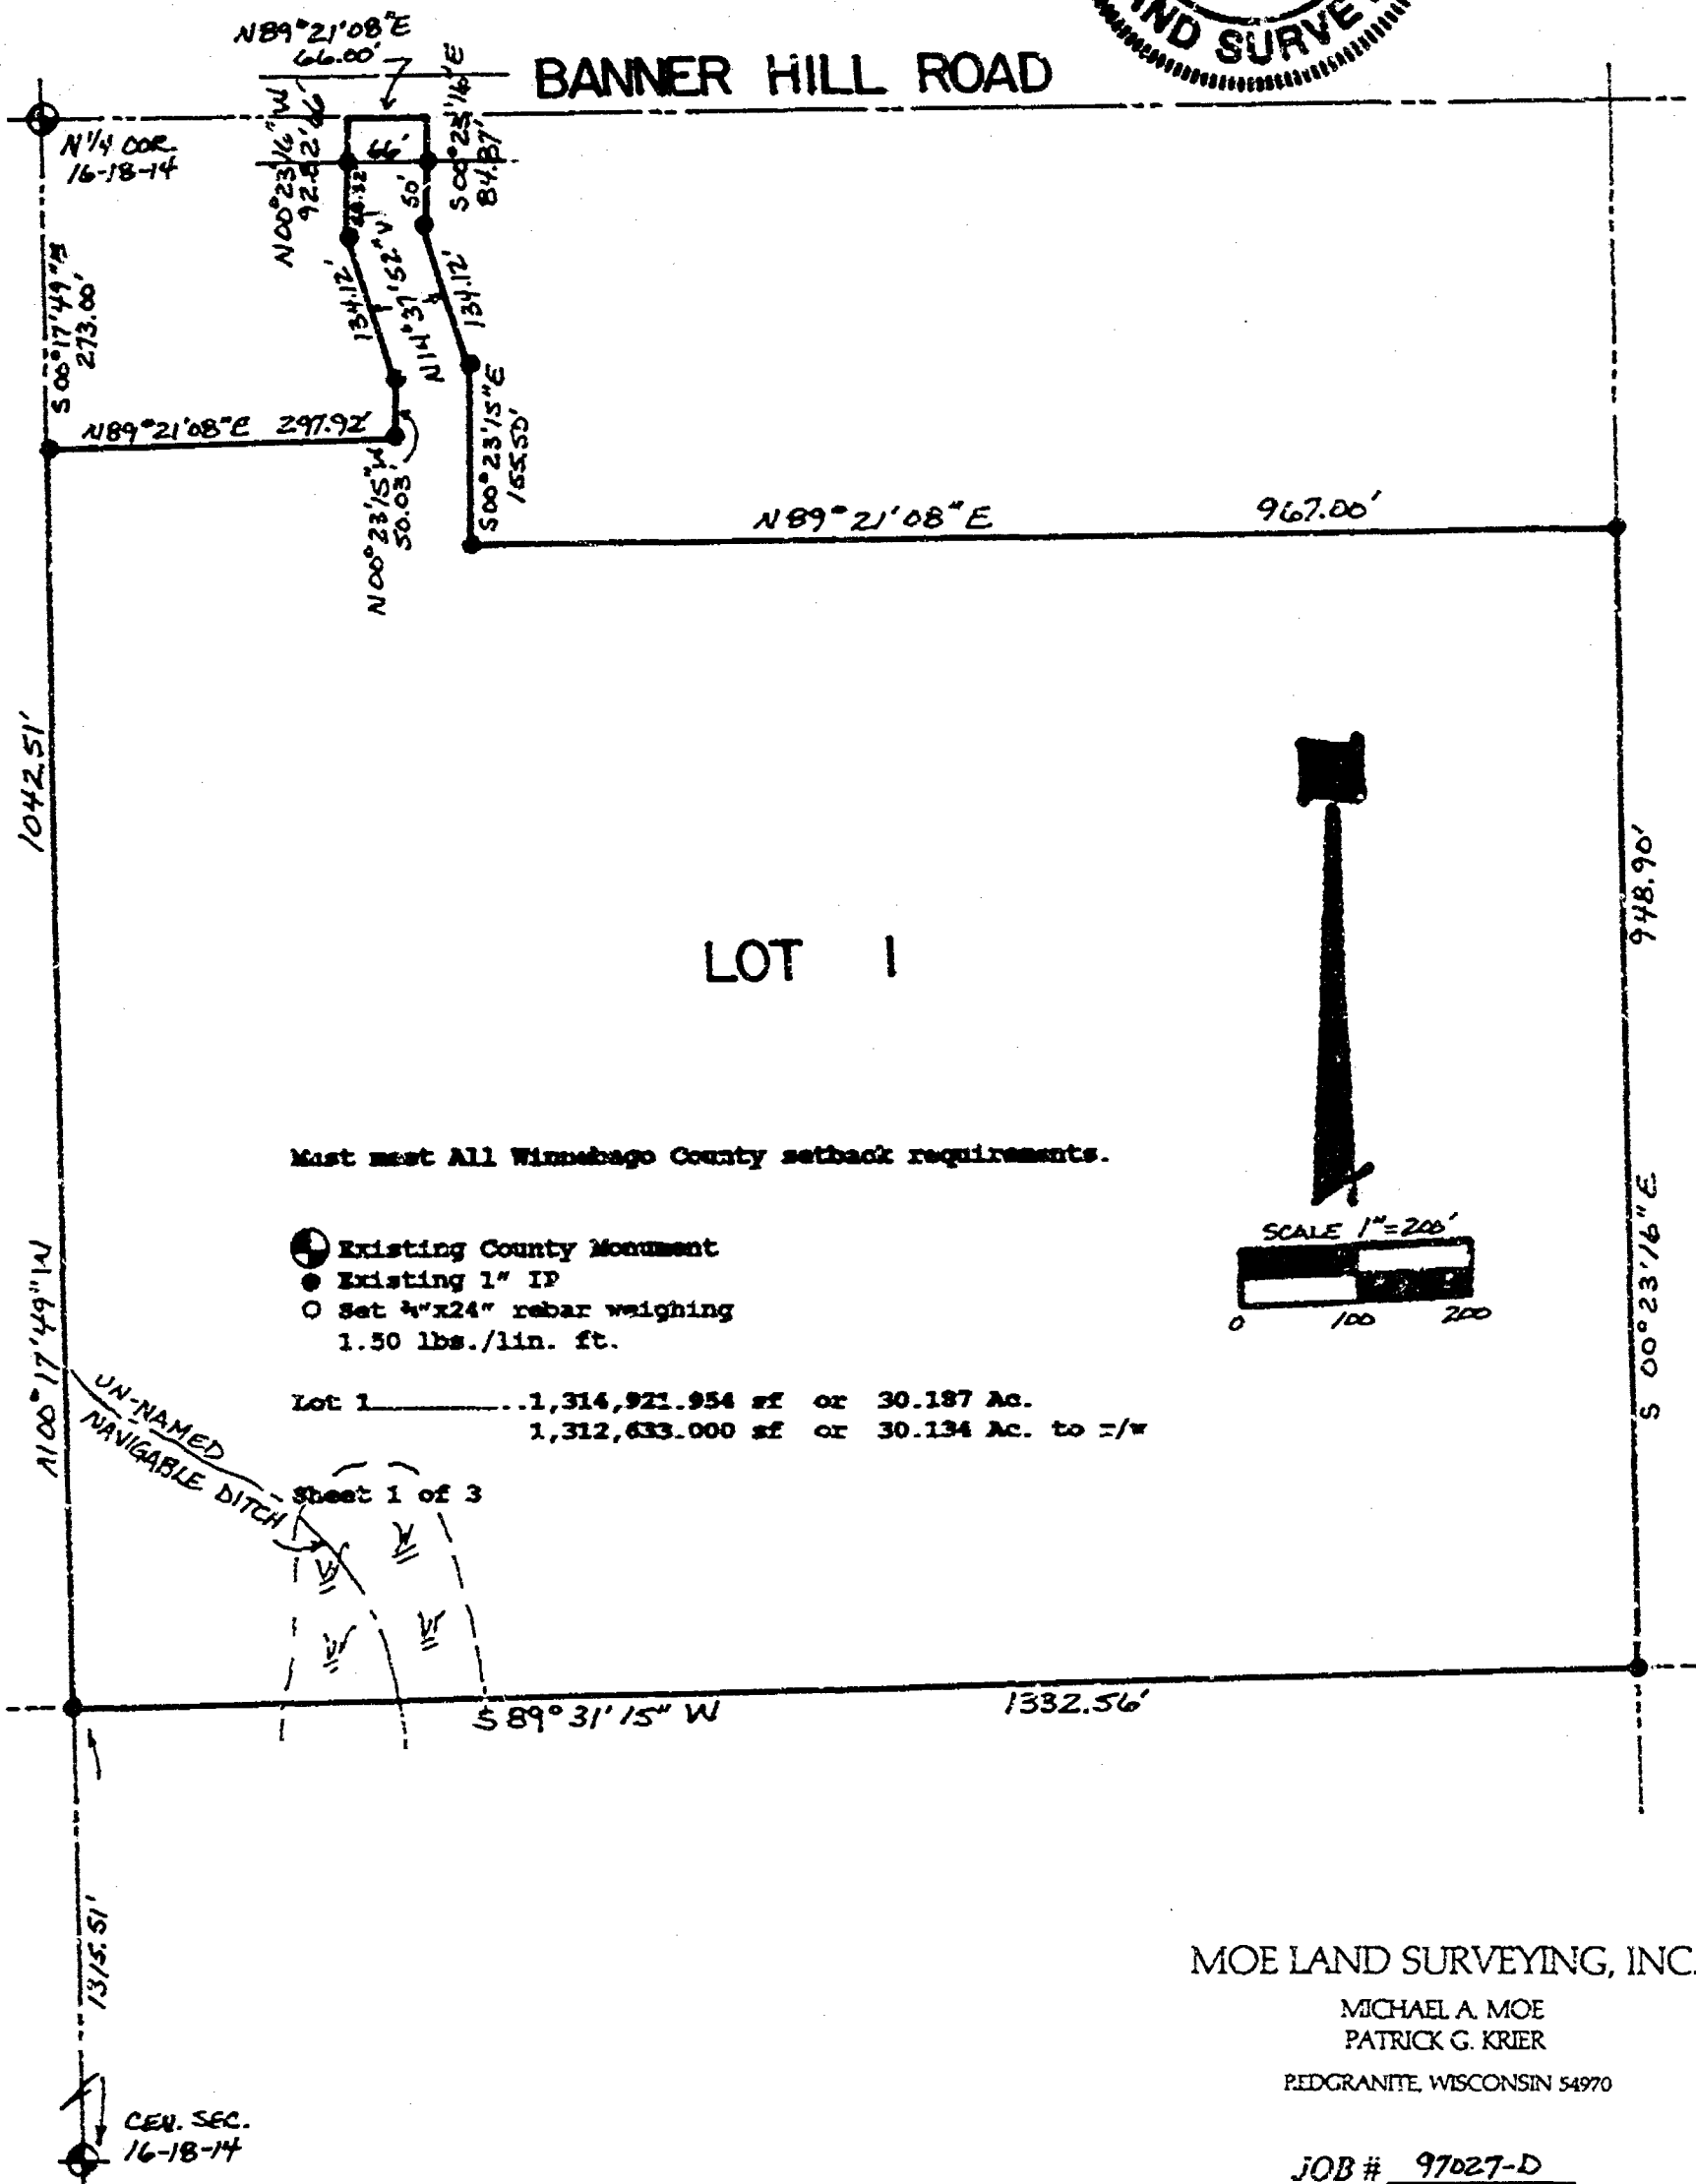 AND SURVE
N89°21'08"E
66.00'
BANNER HILL ROAD
N 1/4 COR.
16-18-14
N00°23'16"W
66'
S00°23'16"E
84.87'
50'
S00°17'49"E
273.00'
134.12'
N14°37'52"W
134.12'
N89°21'08"E 297.92'
N00°23'15"W
50.03'
S00°23'15"E
155.50'
N89°21'08"E 967.00'
1042.51'
N00°17'49"W
LOT 1
948.90'
S 00°23'16"E
Must meet All Winnebago County setback requirements.
Existing County Monument
Existing 1" IP
Set ¾"x24" rebar weighing
1.50 lbs./lin. ft.
SCALE 1"=200'
0 100 200
Lot 1 1,314,921.954 sf or 30.187 Ac.
1,312,633.000 sf or 30.134 Ac. to r/w
UN-NAMED
NAVIGABLE DITCH
Sheet 1 of 3
S 89°31'15" W 1332.56'
1315.51'
CEN. SEC.
16-18-14
MOE LAND SURVEYING, INC.
MICHAEL A. MOE
PATRICK G. KRIER
REDGRANITE, WISCONSIN 54970
JOB # 97027-D